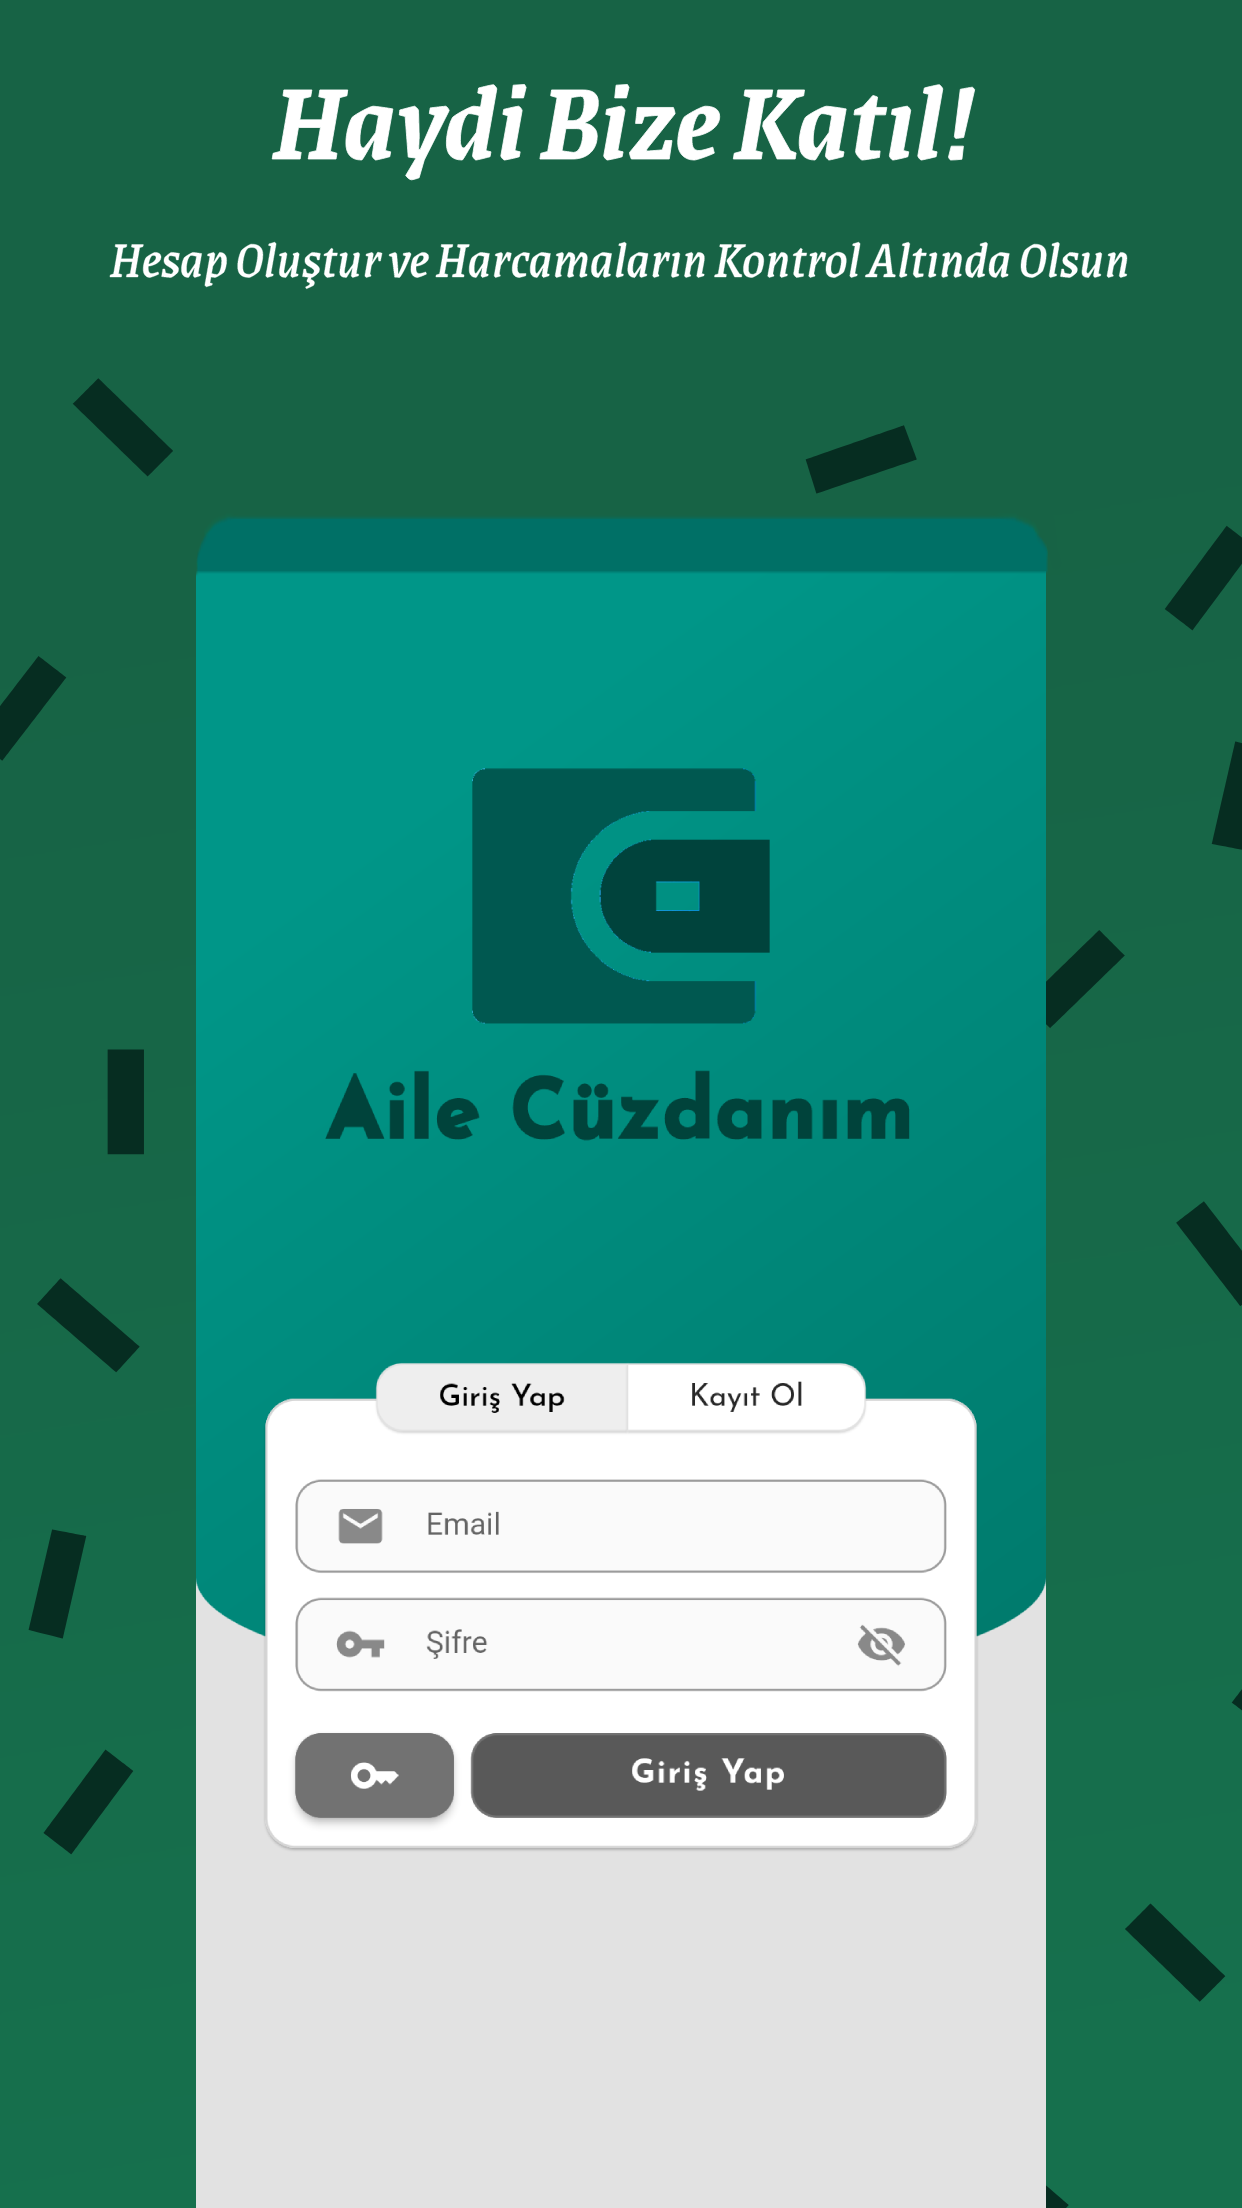 Haydi Bize Katıl!
Hesap Oluştur ve Harcamaların Kontrol Altında Olsun
Aile Cüzdanım
Giriş Yap
Kayıt Ol
Email
Şifre
Giriş Yap